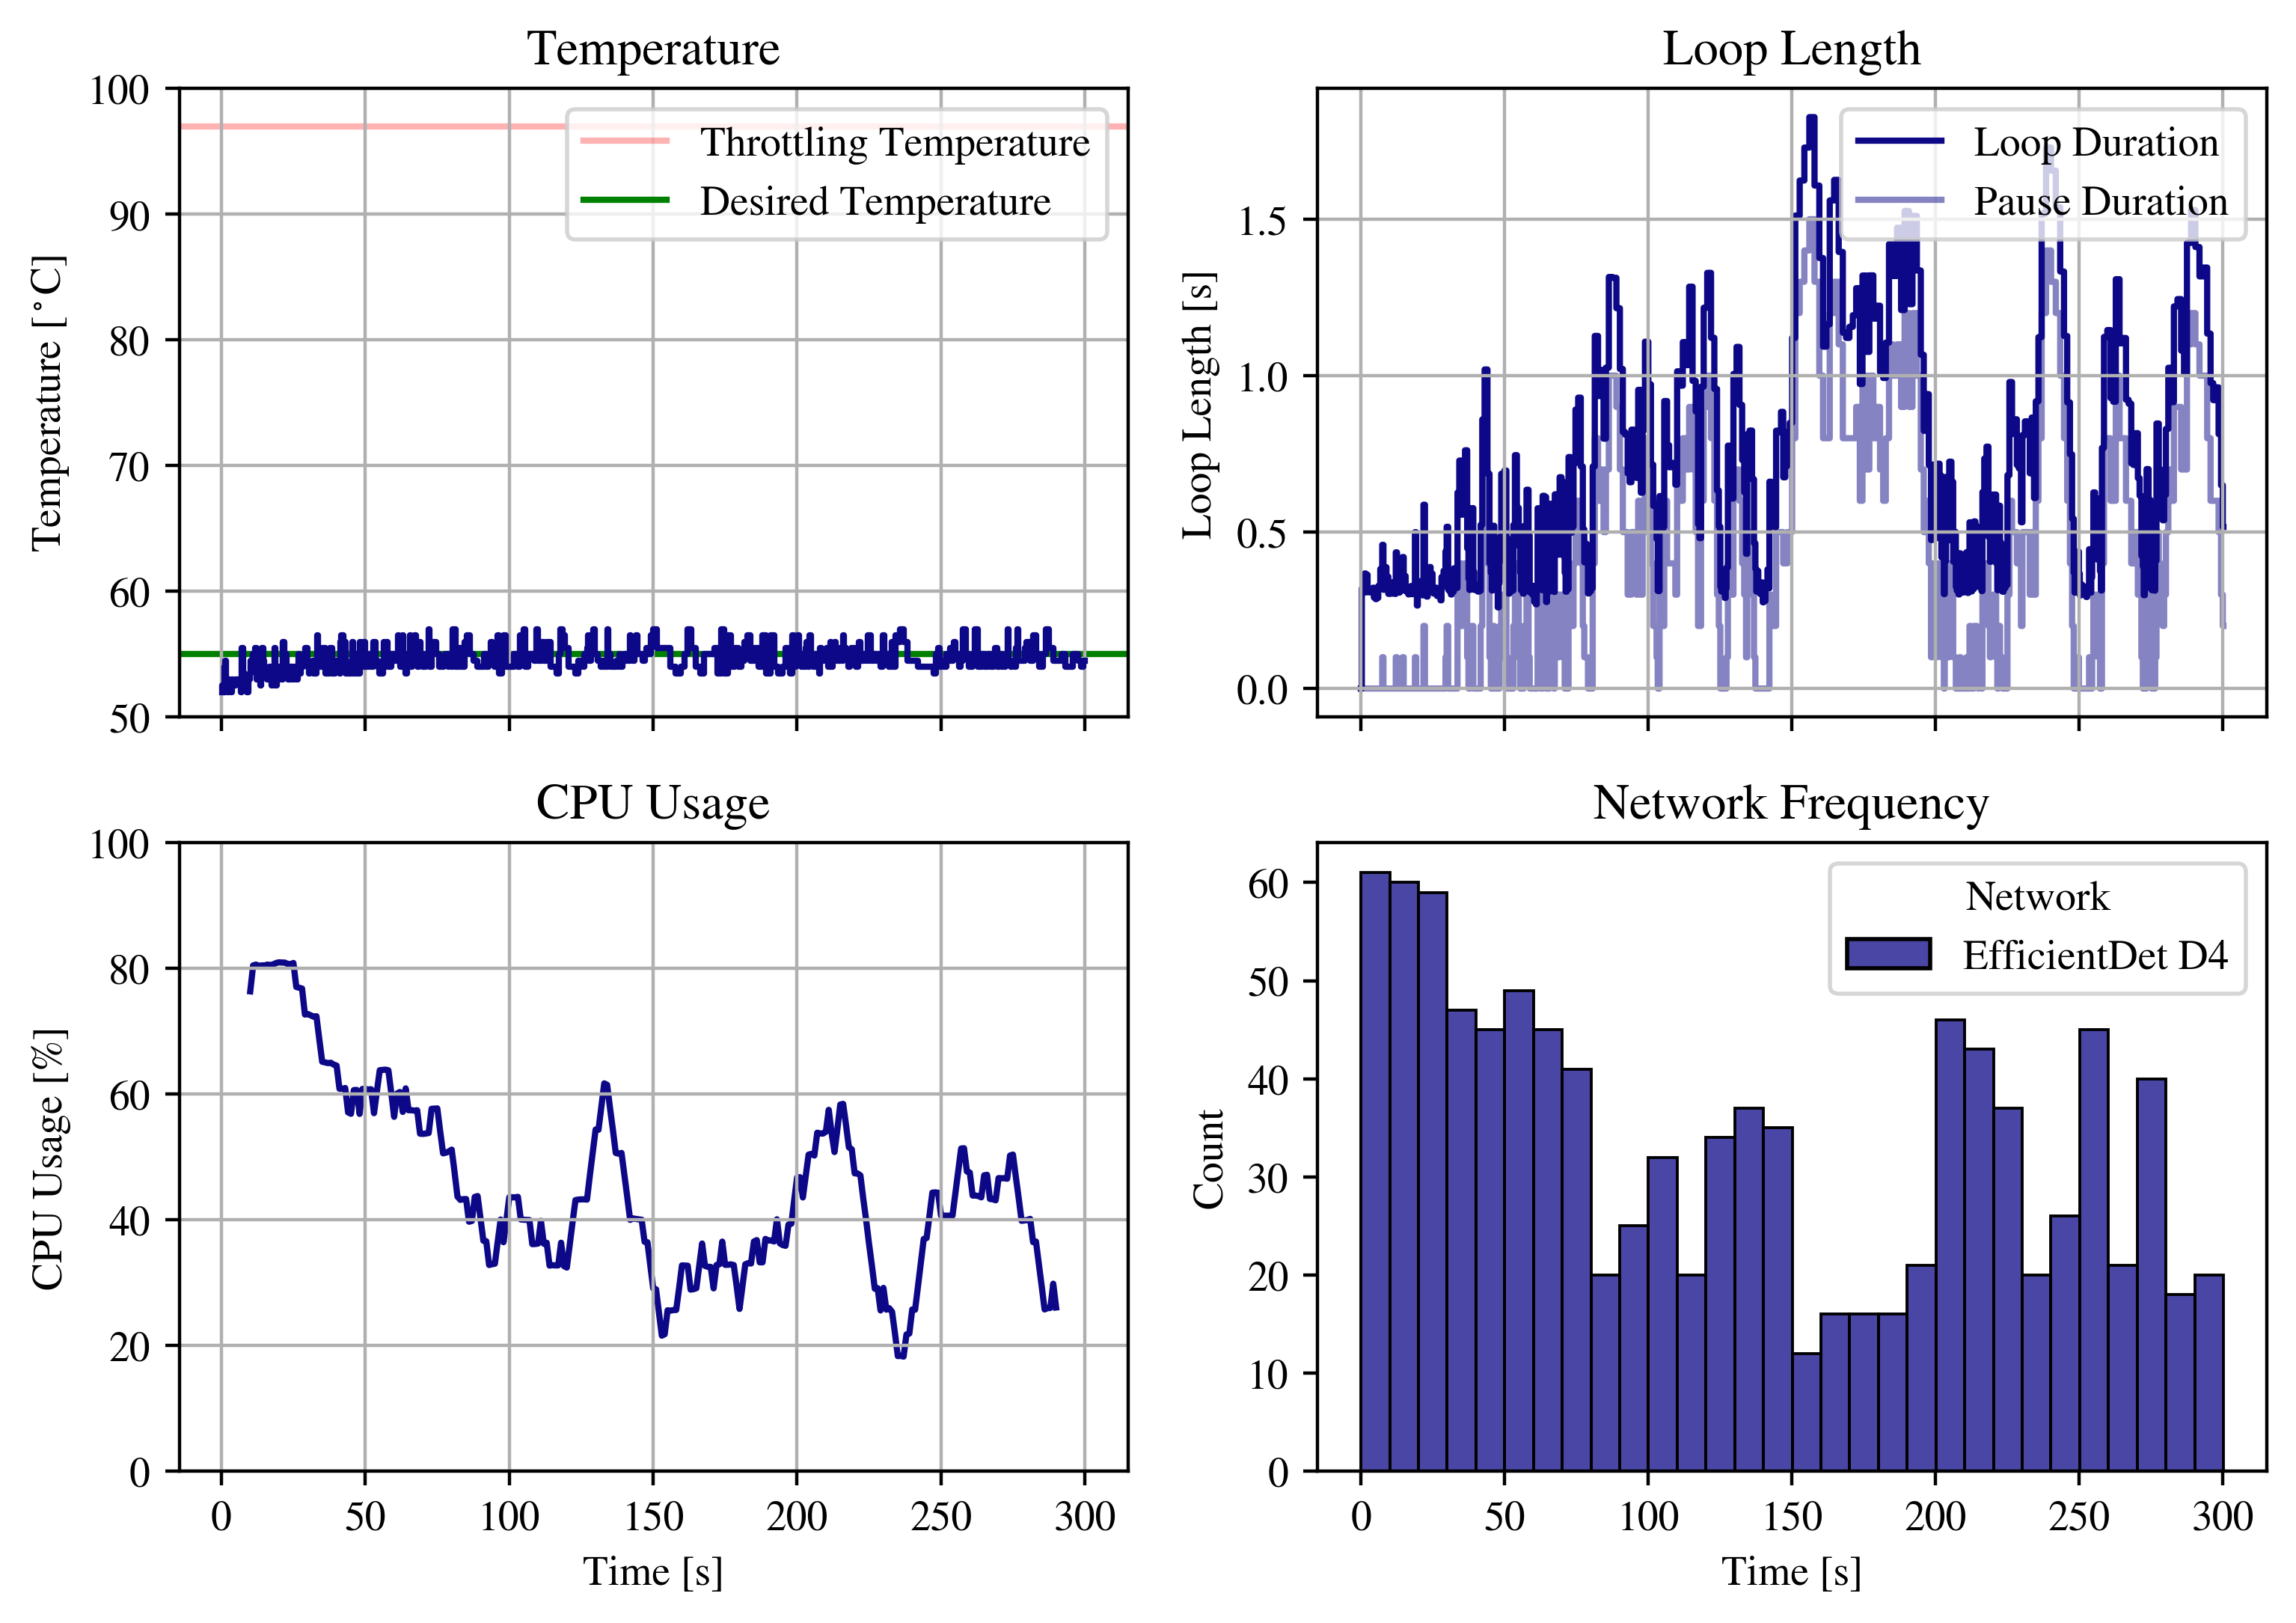 Temperature
100
90
80
70
60
50
Temperature [°C]
Throttling Temperature
Desired Temperature
Loop Length
1.5
1.0
0.5
0.0
Loop Length [s]
Loop Duration
Pause Duration
CPU Usage
100
80
60
40
20
0
CPU Usage [%]
0 50 100 150 200 250 300
Time [s]
Network Frequency
60
50
40
30
20
10
0
Count
Network
EfficientDet D4
0 50 100 150 200 250 300
Time [s]